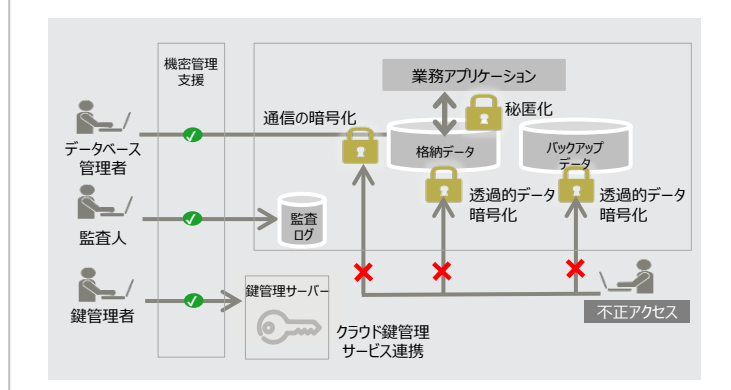 機密管理
支援
業務アプリケーション
通信の暗号化
秘匿化
データベース
管理者
格納データ
バックアップ
データ
透過的データ
暗号化
透過的データ
暗号化
監査人
監査
ログ
鍵管理者
鍵管理サーバー
クラウド鍵管理
サービス連携
不正アクセス